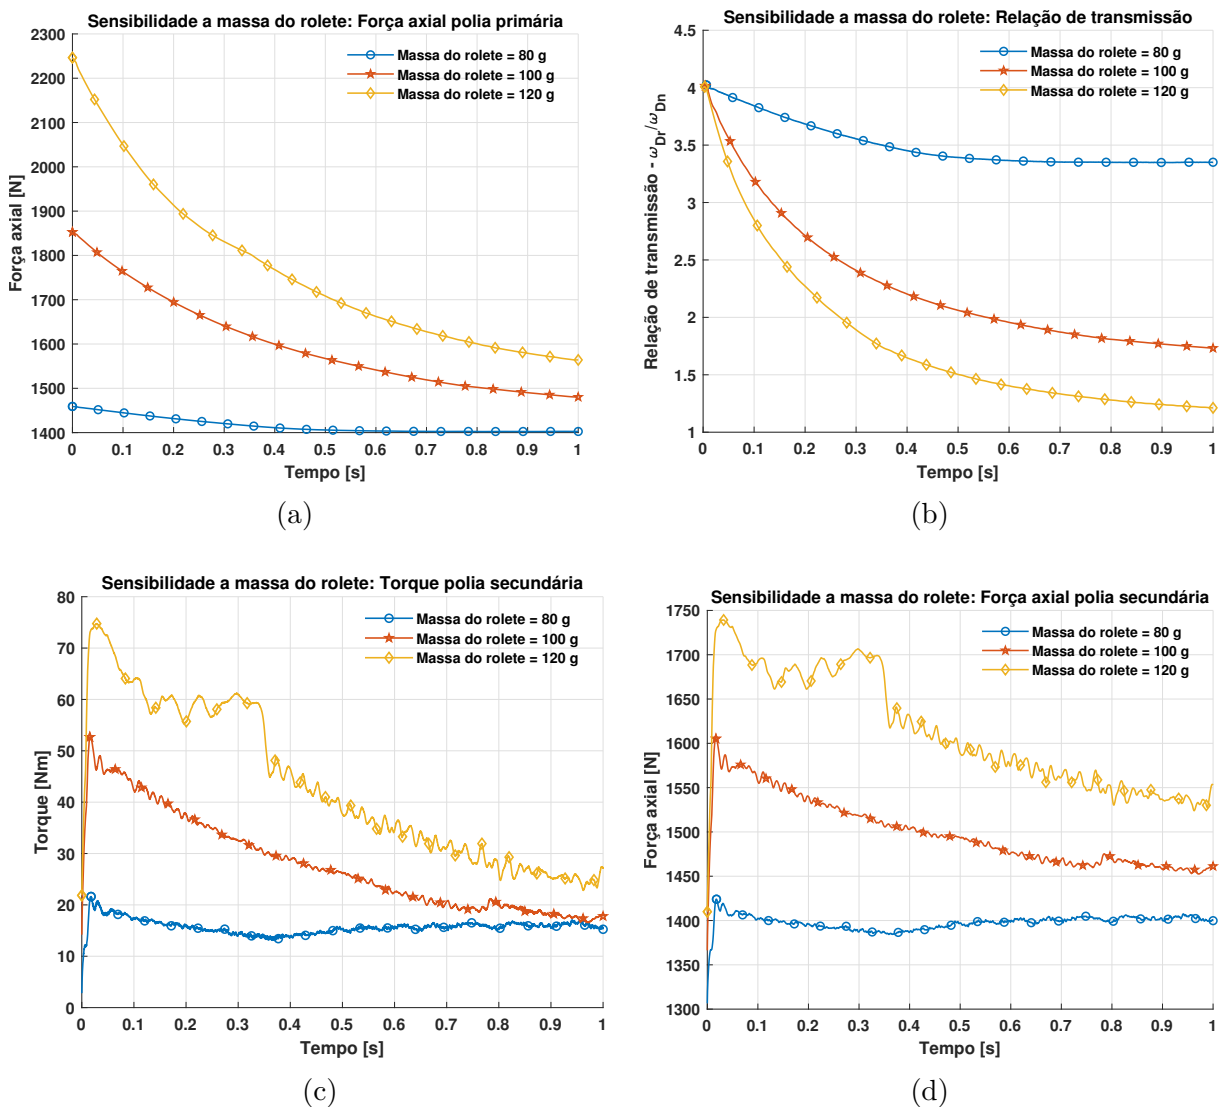 Sensibilidade a massa do rolete: Força axial polia primária
2300
2200
2100
2000
1900
1800
1700
1600
1500
1400
Força axial [N]
Massa do rolete = 80 g
Massa do rolete = 100 g
Massa do rolete = 120 g
0 0.1 0.2 0.3 0.4 0.5 0.6 0.7 0.8 0.9 1
Tempo [s]
(a)
Sensibilidade a massa do rolete: Relação de transmissão
4.5
4
3.5
3
2.5
2
1.5
1
Relação de transmissão - ω_Dr/ω_Dn
Massa do rolete = 80 g
Massa do rolete = 100 g
Massa do rolete = 120 g
0 0.1 0.2 0.3 0.4 0.5 0.6 0.7 0.8 0.9 1
Tempo [s]
(b)
Sensibilidade a massa do rolete: Torque polia secundária
80
70
60
50
40
30
20
10
0
Torque [Nm]
Massa do rolete = 80 g
Massa do rolete = 100 g
Massa do rolete = 120 g
0 0.1 0.2 0.3 0.4 0.5 0.6 0.7 0.8 0.9 1
Tempo [s]
(c)
Sensibilidade a massa do rolete: Força axial polia secundária
1750
1700
1650
1600
1550
1500
1450
1400
1350
1300
Força axial [N]
Massa do rolete = 80 g
Massa do rolete = 100 g
Massa do rolete = 120 g
0 0.1 0.2 0.3 0.4 0.5 0.6 0.7 0.8 0.9 1
Tempo [s]
(d)